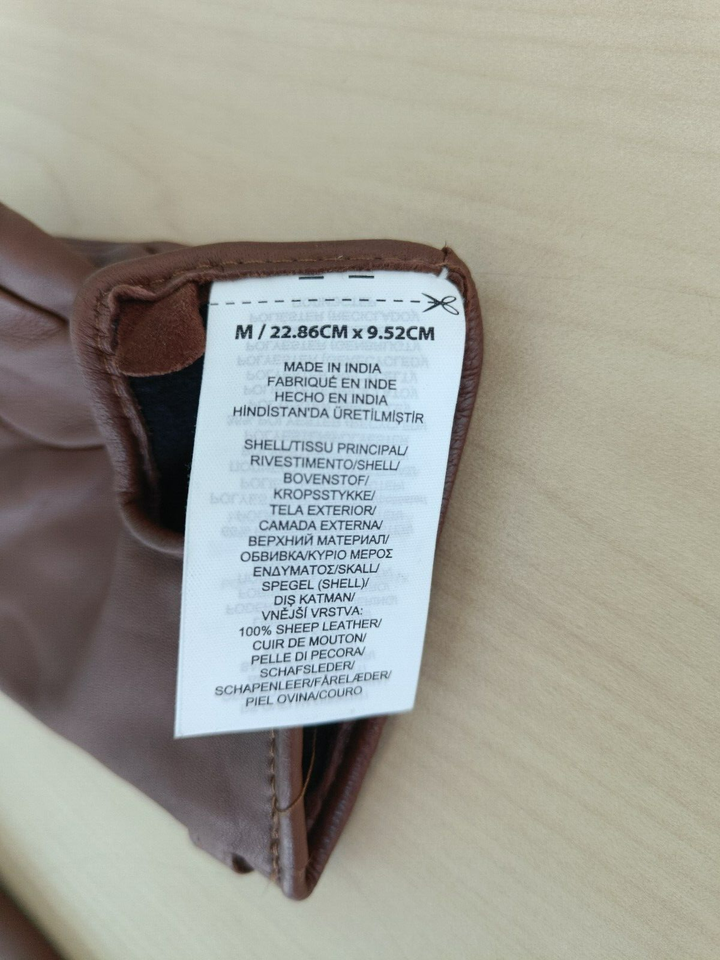 M / 22.86CM x 9.52CM
MADE IN INDIA
FABRIQUÉ EN INDE
HECHO EN INDIA
HİNDİSTAN'DA ÜRETİLMİŞTİR
SHELL/TISSU PRINCIPAL/
RIVESTIMENTO/SHELL/
BOVENSTOF/
KROPSSTYKKE/
TELA EXTERIOR/
CAMADA EXTERNA/
ВЕРХНИЙ МАТЕРИАЛ/
ОБВИВКА/ΚΥΡΙΟ ΜΕΡΟΣ
ΕΝΔΥΜΑΤΟΣ/SKALL/
SPEGEL (SHELL)/
DIŞ KATMAN/
VNĚJŠÍ VRSTVA:
100% SHEEP LEATHER/
CUIR DE MOUTON/
PELLE DI PECORA/
SCHAFSLEDER/
SCHAPENLEER/FÅRELÆDER/
PIEL OVINA/COURO